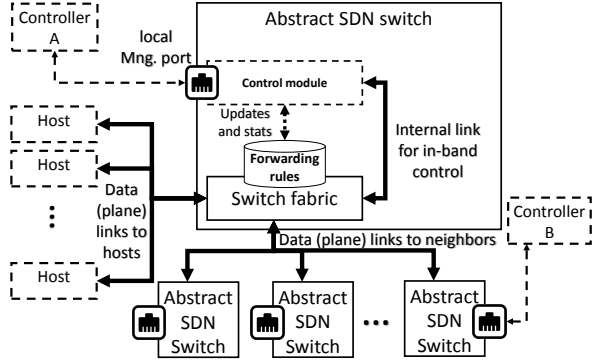 Controller
A
local
Mng. port
Abstract SDN switch
Control module
Updates
and stats
Internal link
for in-band
control
Forwarding
rules
Switch fabric
Host
Host
Host
Data
(plane)
links to
hosts
Data (plane) links to neighbors
Controller
B
Abstract
SDN
Switch
Abstract
SDN
Switch
Abstract
SDN
Switch